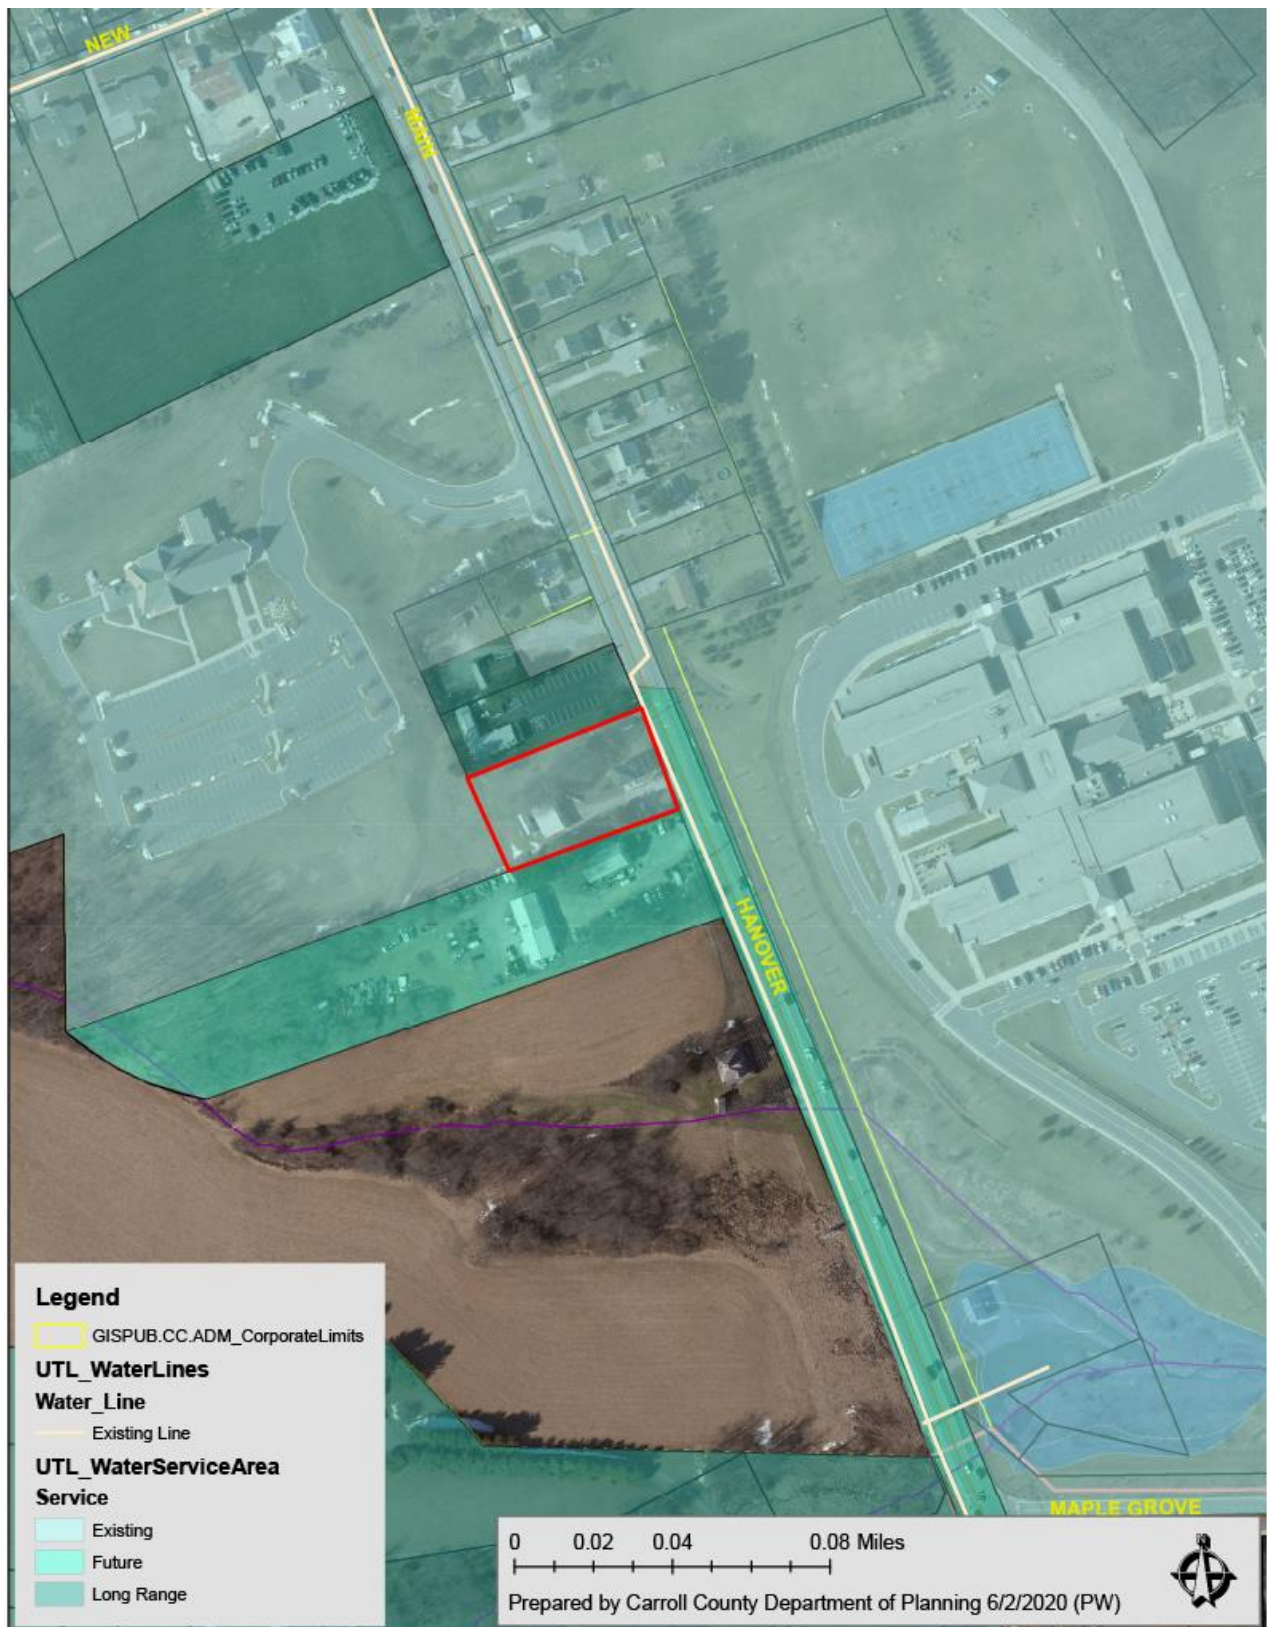 NEW
MAIN
HANOVER
MAPLE GROVE
Legend
GISPUB.CC.ADM_CorporateLimits
UTL_WaterLines
Water_Line
Existing Line
UTL_WaterServiceArea
Service
Existing
Future
Long Range
0 0.02 0.04 0.08 Miles
Prepared by Carroll County Department of Planning 6/2/2020 (PW)